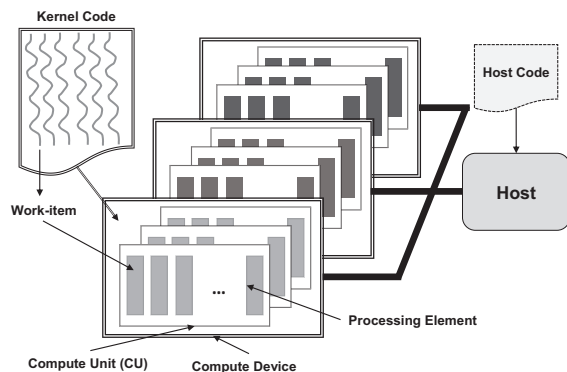 Kernel Code
Host Code
Host
Work-item
...
Processing Element
Compute Unit (CU)
Compute Device